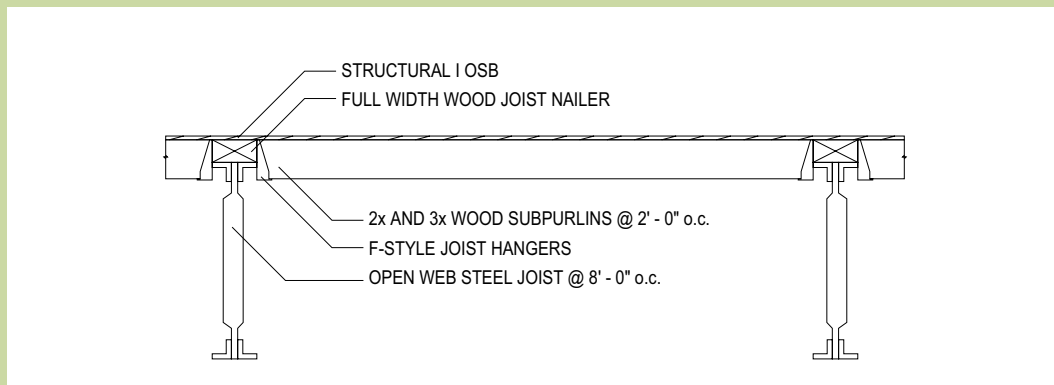 STRUCTURAL I OSB
FULL WIDTH WOOD JOIST NAILER
2x AND 3x WOOD SUBPURLINS @ 2' - 0" o.c.
F-STYLE JOIST HANGERS
OPEN WEB STEEL JOIST @ 8' - 0" o.c.